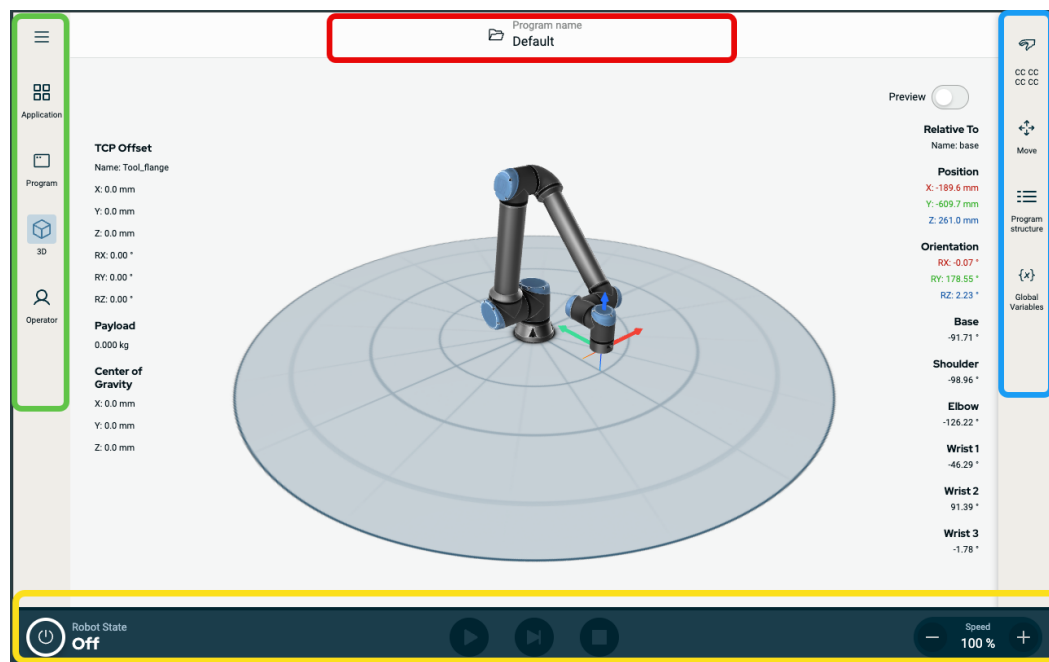 Program name
Default
Application
Program
3D
Operator
TCP Offset
Name: Tool_flange
X: 0.0 mm
Y: 0.0 mm
Z: 0.0 mm
RX: 0.00 °
RY: 0.00 °
RZ: 0.00 °
Payload
0.000 kg
Center of
Gravity
X: 0.0 mm
Y: 0.0 mm
Z: 0.0 mm
Preview
Relative To
Name: base
Position
X: -189.6 mm
Y: -609.7 mm
Z: 261.0 mm
Orientation
RX: -0.07 °
RY: 178.55 °
RZ: 2.23 °
Base
-91.71 °
Shoulder
-98.96 °
Elbow
-126.22 °
Wrist 1
-46.29 °
Wrist 2
91.39 °
Wrist 3
-1.78 °
CC CC
CC CC
Move
Program
structure
{x}
Global
Variables
Robot State
Off
Speed
100 %